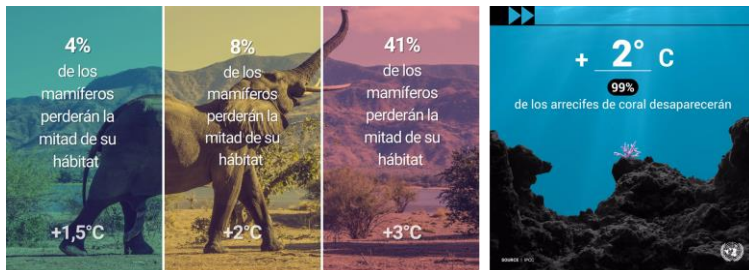 4%
de los
mamíferos
perderán la
mitad de su
hábitat
+1,5°C
8%
de los
mamíferos
perderán la
mitad de su
hábitat
+2°C
41%
de los
mamíferos
perderán la
mitad de su
hábitat
+3°C
+ 2° C
99%
de los arrecifes de coral desaparecerán
SOURCE | IPCC